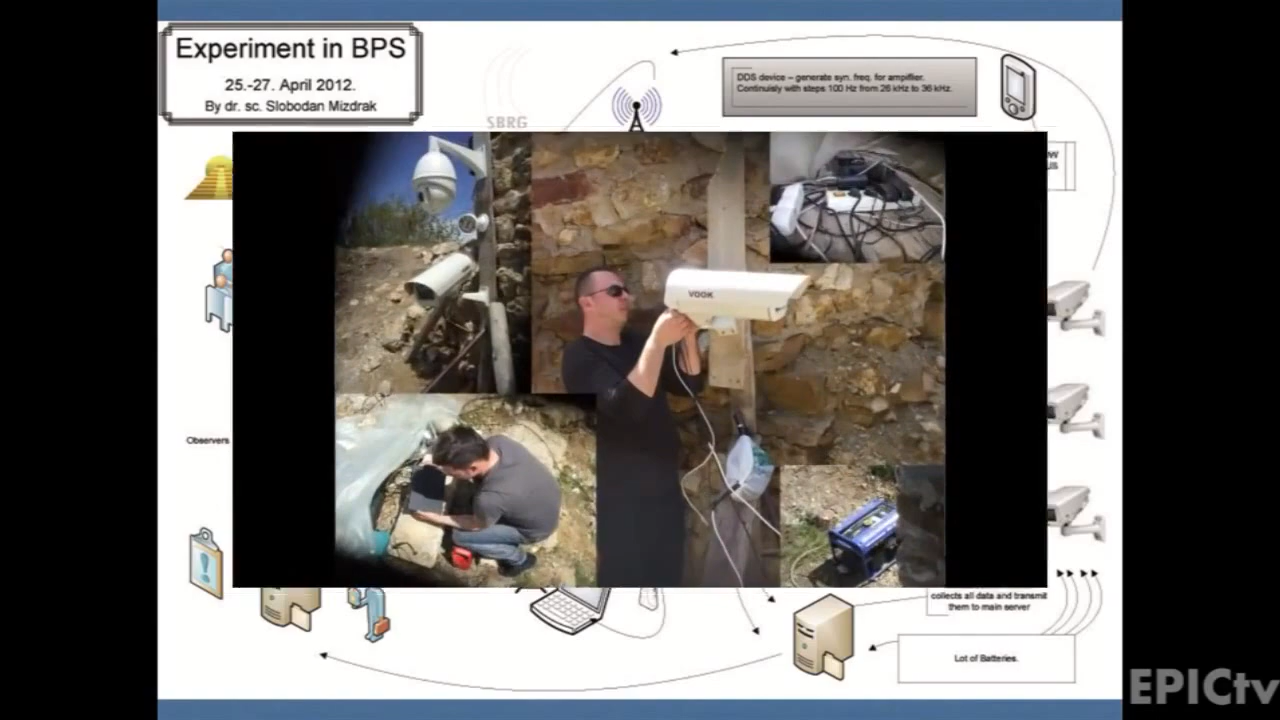 Experiment in BPS
25.-27. April 2012.
By dr. sc. Slobodan Mizdrak
SBRG
DDS device – generate syn. freq. for ampifiier.
Continuisly with steps 100 Hz from 26 kHz to 36 kHz.
VOOK
Observers
collects all data and transmit
them to main server
Lot of Batteries.
EPICtv